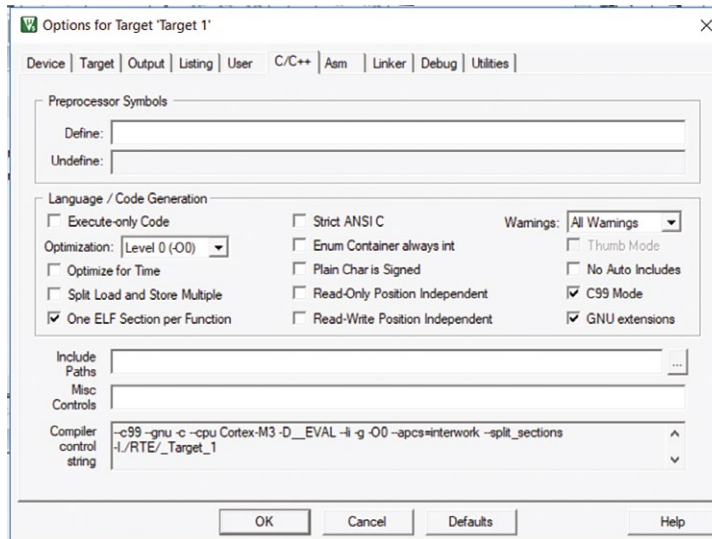 Options for Target 'Target 1'
Device Target Output Listing User C/C++ Asm Linker Debug Utilities
Preprocessor Symbols
Define:
Undefine:
Language / Code Generation
Execute-only Code Strict ANSI C Warnings: All Warnings
Optimization: Level 0 (-O0) Enum Container always int Thumb Mode
Optimize for Time Plain Char is Signed No Auto Includes
Split Load and Store Multiple Read-Only Position Independent C99 Mode
One ELF Section per Function Read-Write Position Independent GNU extensions
Include
Paths
...
Misc
Controls
Compiler
control
string
--c99 --gnu -c --cpu Cortex-M3 -D__EVAL --li -g -O0 --apcs=interwork --split_sections
-I./RTE/_Target_1
OK Cancel Defaults Help